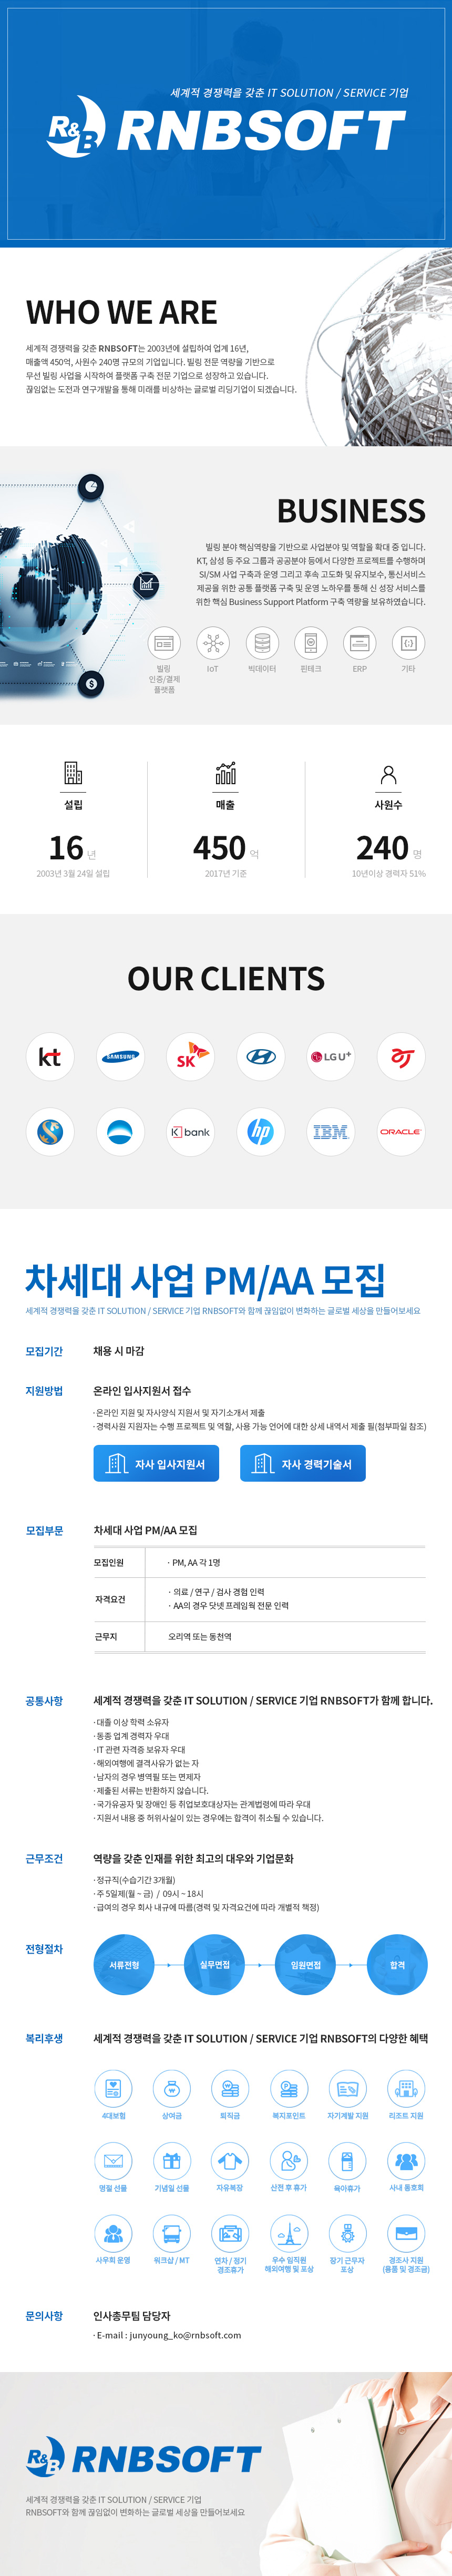 세계적 경쟁력을 갖춘 IT SOLUTION / SERVICE 기업
R&B RNBSOFT
WHO WE ARE
세계적 경쟁력을 갖춘 RNBSOFT는 2003년에 설립하여 업계 16년,
매출액 450억, 사원수 240명 규모의 기업입니다. 빌링 전문 역량을 기반으로
무선 빌링 사업을 시작하여 플랫폼 구축 전문 기업으로 성장하고 있습니다.
끊임없는 도전과 연구개발을 통해 미래를 비상하는 글로벌 리딩기업이 되겠습니다.
BUSINESS
빌링 분야 핵심역량을 기반으로 사업분야 및 역할을 확대 중 입니다.
KT, 삼성 등 주요 그룹과 공공분야 등에서 다양한 프로젝트를 수행하며
SI/SM 사업 구축과 운영 그리고 후속 고도화 및 유지보수, 통신서비스
제공을 위한 공통 플랫폼 구축 및 운영 노하우를 통해 신 성장 서비스를
위한 핵심 Business Support Platform 구축 역량을 보유하였습니다.
빌링
인증/결제
플랫폼
IoT
빅데이터
핀테크
ERP
기타
설립
매출
사원수
16 년
450 억
240 명
2003년 3월 24일 설립
2017년 기준
10년이상 경력자 51%
OUR CLIENTS
kt
SAMSUNG
SK
LG U+
K bank
hp
IBM
ORACLE
차세대 사업 PM/AA 모집
세계적 경쟁력을 갖춘 IT SOLUTION / SERVICE 기업 RNBSOFT와 함께 끊임없이 변화하는 글로벌 세상을 만들어보세요
모집기간
채용 시 마감
지원방법
온라인 입사지원서 접수
· 온라인 지원 및 자사양식 지원서 및 자기소개서 제출
· 경력사원 지원자는 수행 프로젝트 및 역할, 사용 가능 언어에 대한 상세 내역서 제출 필(첨부파일 참조)
자사 입사지원서
자사 경력기술서
모집부문
차세대 사업 PM/AA 모집
모집인원
· PM, AA 각 1명
자격요건
· 의료 / 연구 / 검사 경험 인력
· AA의 경우 닷넷 프레임웍 전문 인력
근무지
오리역 또는 동천역
공통사항
세계적 경쟁력을 갖춘 IT SOLUTION / SERVICE 기업 RNBSOFT가 함께 합니다.
· 대졸 이상 학력 소유자
· 동종 업계 경력자 우대
· IT 관련 자격증 보유자 우대
· 해외여행에 결격사유가 없는 자
· 남자의 경우 병역필 또는 면제자
· 제출된 서류는 반환하지 않습니다.
· 국가유공자 및 장애인 등 취업보호대상자는 관계법령에 따라 우대
· 지원서 내용 중 허위사실이 있는 경우에는 합격이 취소될 수 있습니다.
근무조건
역량을 갖춘 인재를 위한 최고의 대우와 기업문화
· 정규직(수습기간 3개월)
· 주 5일제(월 ~ 금) / 09시 ~ 18시
· 급여의 경우 회사 내규에 따름(경력 및 자격요건에 따라 개별적 책정)
전형절차
서류전형
실무면접
임원면접
합격
복리후생
세계적 경쟁력을 갖춘 IT SOLUTION / SERVICE 기업 RNBSOFT의 다양한 혜택
4대보험
상여금
퇴직금
복지포인트
자기계발 지원
리조트 지원
명절 선물
기념일 선물
자유복장
산전 후 휴가
육아휴가
사내 동호회
사우회 운영
워크샵 / MT
연차 / 정기
경조휴가
우수 임직원
해외여행 및 포상
장기 근무자
포상
경조사 지원
(용품 및 경조금)
문의사항
인사총무팀 담당자
· E-mail : junyoung_ko@rnbsoft.com
R&B RNBSOFT
세계적 경쟁력을 갖춘 IT SOLUTION / SERVICE 기업
RNBSOFT와 함께 끊임없이 변화하는 글로벌 세상을 만들어보세요